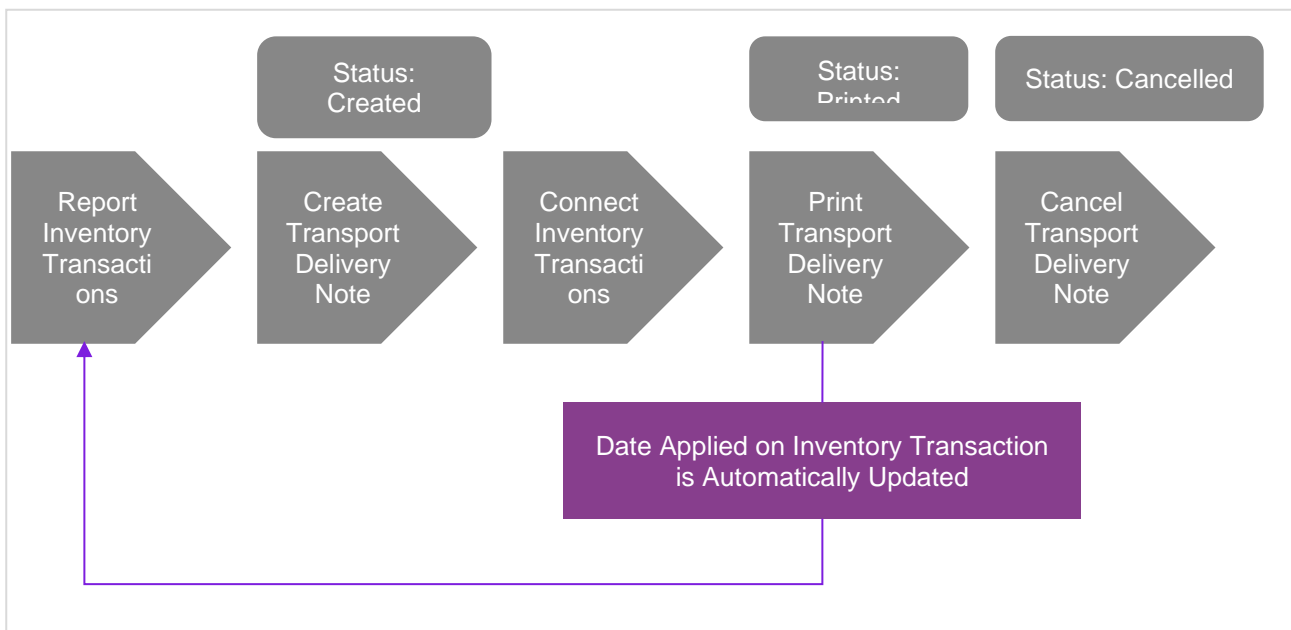 Status:
Created
Status:
Printed
Status: Cancelled
Report
Inventory
Transacti
ons
Create
Transport
Delivery
Note
Connect
Inventory
Transacti
ons
Print
Transport
Delivery
Note
Cancel
Transport
Delivery
Note
Date Applied on Inventory Transaction
is Automatically Updated